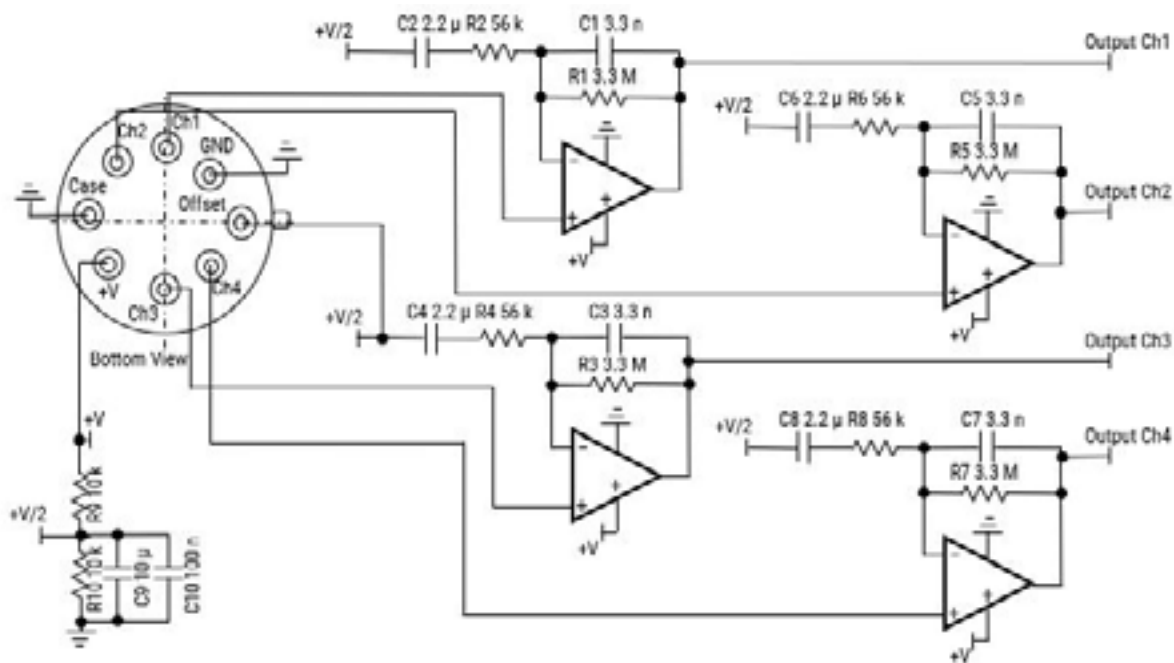 C2 2.2 µ R2 56 k
C1 3.3 n
+V/2
Output Ch1
R1 3.3 M
C6 2.2 µ R6 56 k
C5 3.3 n
+V/2
R5 3.3 M
Ch2
Ch1
GND
Case
Offset
-
+
+
+V
Output Ch2
-
+
+
+V
+V
Ch3
Ch4
Bottom View
C4 2.2 µ R4 56 k
C3 3.3 n
+V/2
Output Ch3
R3 3.3 M
+V
C8 2.2 µ R8 56 k
C7 3.3 n
+V/2
Output Ch4
R7 3.3 M
-
+
+
+V
R9 10 k
+V/2
R10 10 k
C9 10 µ
C10 100 n
-
+
+
+V